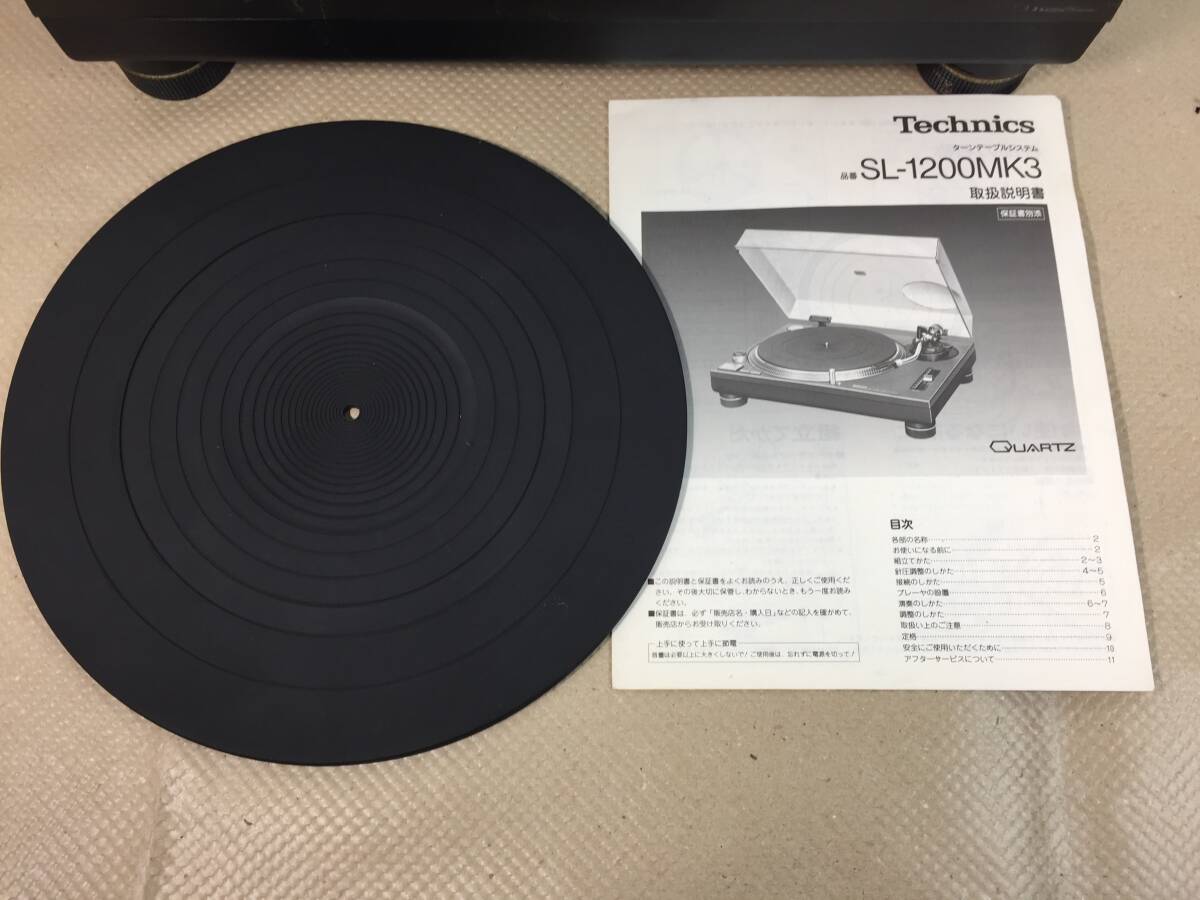 Technics
ターンテーブルシステム
品番 SL-1200MK3
取扱説明書
保証書別添
QUARTZ
目次
各部の名称 2
お使いになる前に 2
組立てかた 2〜3
針圧調整のしかた 4〜5
接続のしかた 5
プレーヤの設置 6
演奏のしかた 6〜7
調整のしかた 7
取扱い上のご注意 8
定格 9
安全にご使用いただくために 10
アフターサービスについて 11
■この説明書と保証書をよくお読みのうえ、正しくご使用くだ
さい。その後大切に保管し、わからないとき、もう一度お読み
ください。
■保証書は、必ず「販売店名・購入日」などの記入を確かめて、
販売店からお受け取りください。
上手に使って上手に節電
音量は必要以上に大きくしないで！ご使用後は、忘れずに電源を切って！